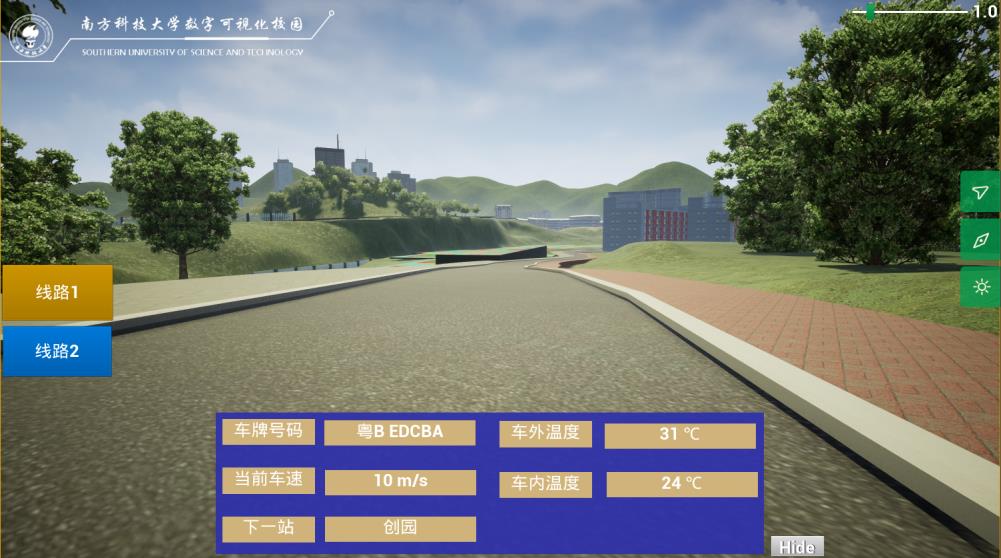 南方科技大学数字可视化校园
SOUTHERN UNIVERSITY OF SCIENCE AND TECHNOLOGY
1.0
线路1
线路2
车牌号码 粤B EDCBA 车外温度 31 ℃
当前车速 10 m/s 车内温度 24 ℃
下一站 创园
Hide